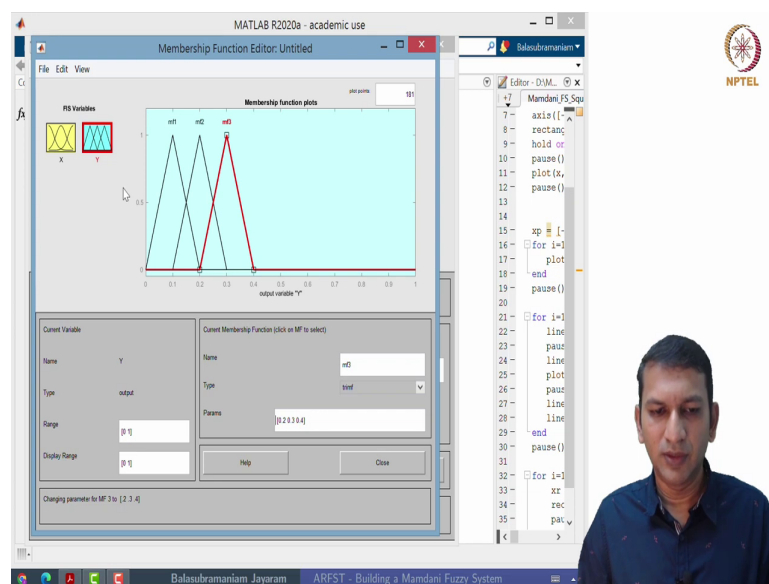 MATLAB R2020a - academic use
Membership Function Editor: Untitled
File Edit View
FIS Variables
X
Y
plot points:
181
Membership function plots
mf1
mf2
mf3
1
0.5
0
0 0.1 0.2 0.3 0.4 0.5 0.6 0.7 0.8 0.9 1
output variable "Y"
Current Variable
Name Y
Type output
Range [0 1]
Display Range [0 1]
Current Membership Function (click on MF to select)
Name mf3
Type trimf
Params [0.2 0.3 0.4]
Help
Close
Changing parameter for MF 3 to [.2 .3 .4]
fx
Balasubramaniam
Editor - D:\M...
+7 Mamdani_FS_Squ
7 - axis([-
8 - rectang
9 - hold on
10 - pause()
11 - plot(x,
12 - pause()
13
14
15 - xp = [-
16 - for i=1
17 - plot
18 - end
19 - pause()
20
21 - for i=1
22 - line
23 - paus
24 - line
25 - plot
26 - paus
27 - line
28 - line
29 - end
30 - pause()
31
32 - for i=1
33 - xr
34 - rec
35 - pau
NPTEL
Balasubramaniam Jayaram
ARFST - Building a Mamdani Fuzzy System